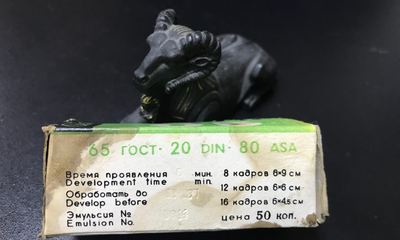 65 ГОСТ · 20 DIN · 80 ASA
Время проявления мин. 8 кадров 6×9 см
Development time min. 12 кадров 6×6 см
Обработать до
Develop before 16 кадров 6×4,5 см
Эмульсия № цена 50 коп.
Emulsion No.